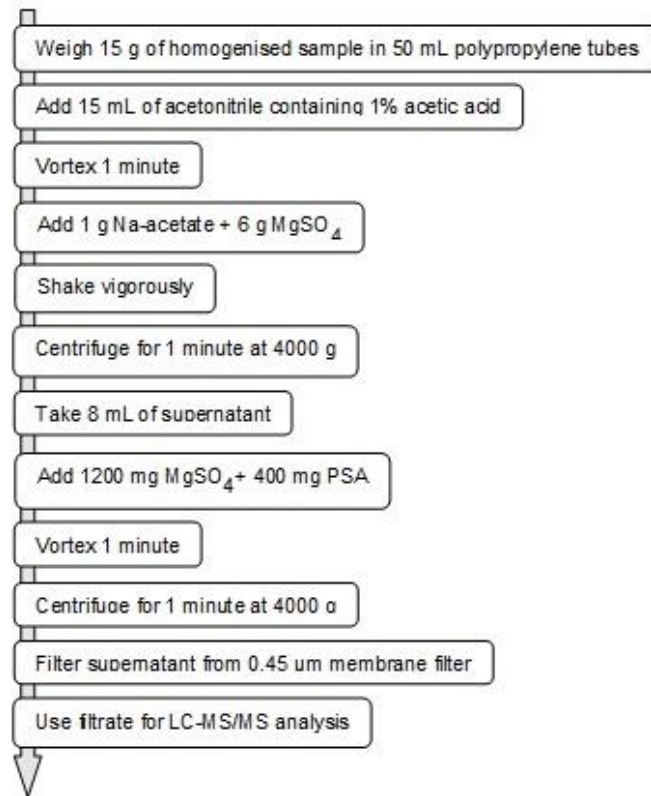 Weigh 15 g of homogenised sample in 50 mL polypropylene tubes
Add 15 mL of acetonitrile containing 1% acetic acid
Vortex 1 minute
Add 1 g Na-acetate + 6 g MgSO4
Shake vigorously
Centrifuge for 1 minute at 4000 g
Take 8 mL of supernatant
Add 1200 mg MgSO4+ 400 mg PSA
Vortex 1 minute
Centrifuge for 1 minute at 4000 g
Filter supernatant from 0.45 µm membrane filter
Use filtrate for LC-MS/MS analysis